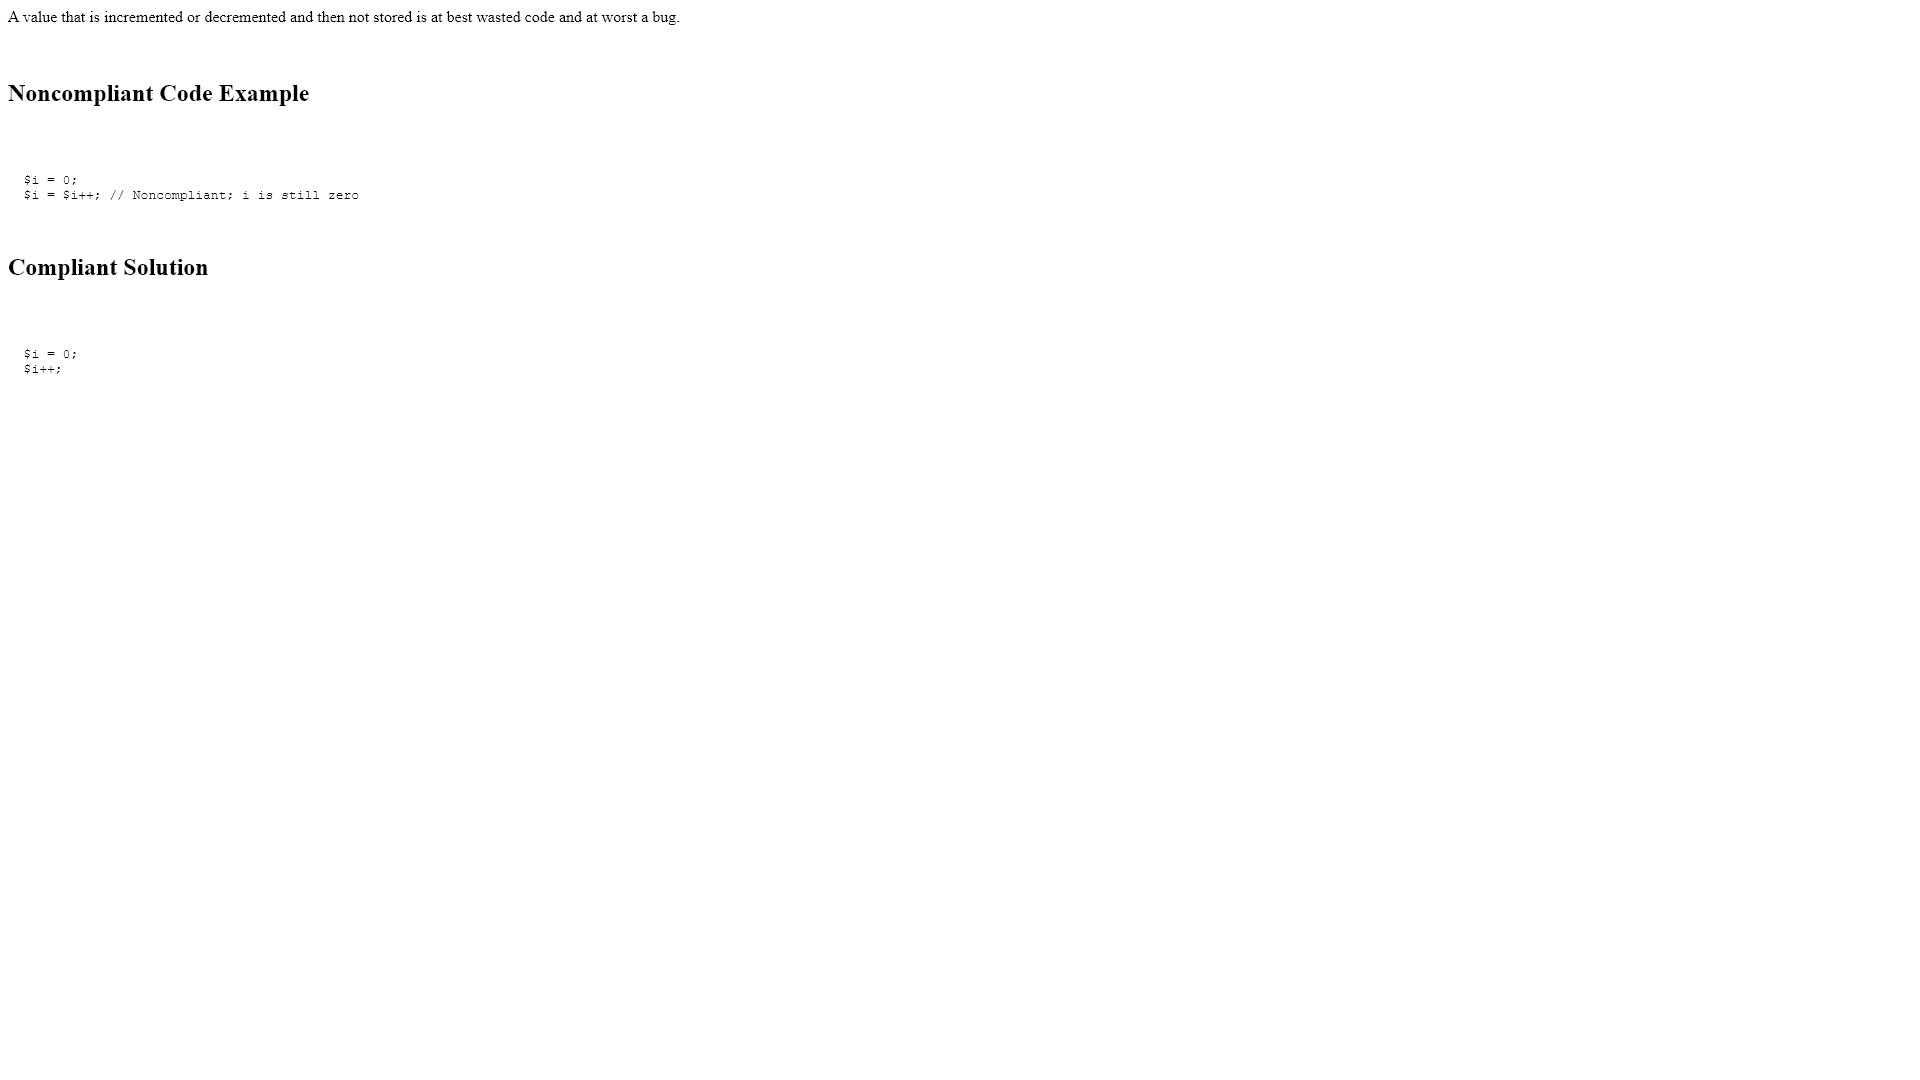 A value that is incremented or decremented and then not stored is at best wasted code and at worst a bug.
Noncompliant Code Example
$i = 0;
$i = $i++; // Noncompliant; i is still zero
Compliant Solution
$i = 0;
$i++;